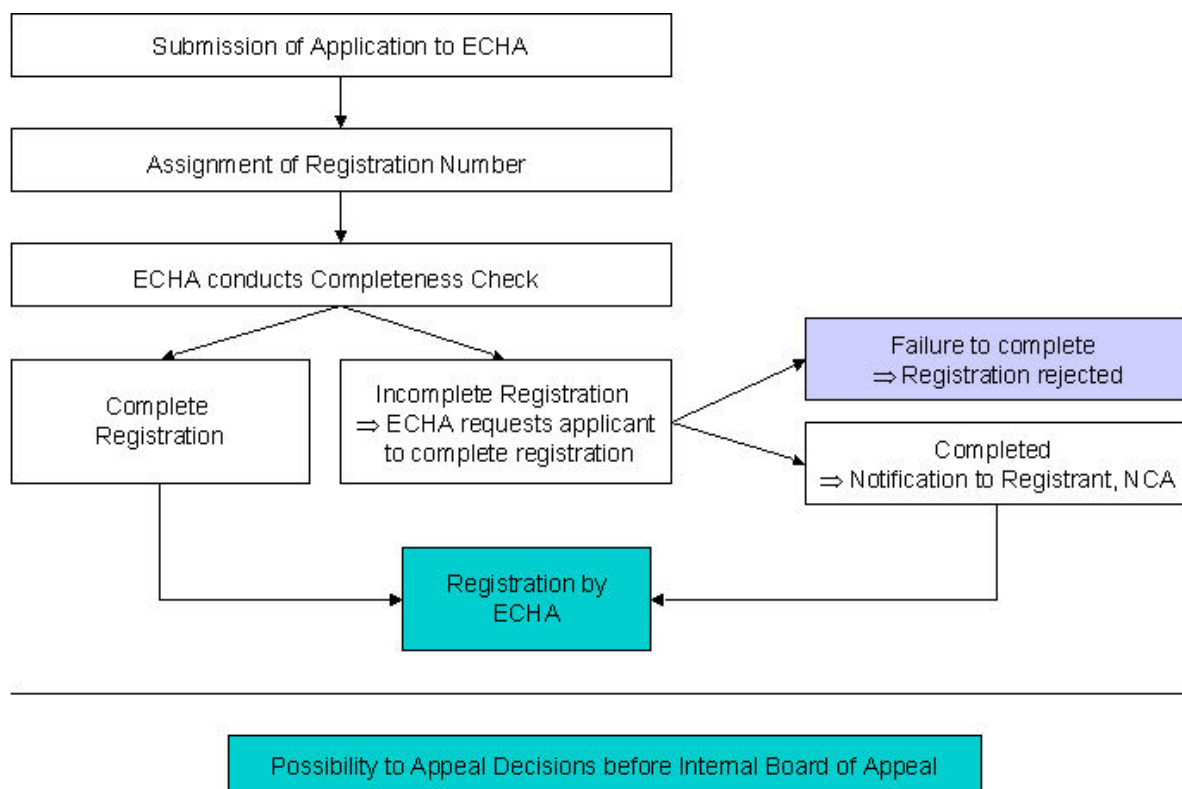 Submission of Application to ECHA
Assignment of Registration Number
ECHA conducts Completeness Check
Complete
Registration
Incomplete Registration
⇒ ECHA requests applicant
to complete registration
Failure to complete
⇒ Registration rejected
Completed
⇒ Notification to Registrant, NCA
Registration by
ECHA
Possibility to Appeal Decisions before Internal Board of Appeal